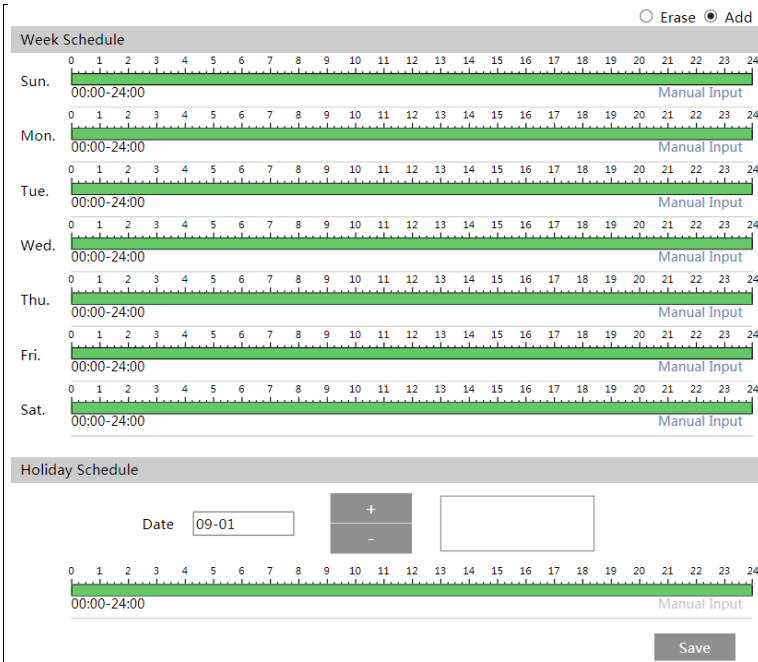 Erase Add
Week Schedule
0 1 2 3 4 5 6 7 8 9 10 11 12 13 14 15 16 17 18 19 20 21 22 23 24
Sun.
00:00-24:00 Manual Input
0 1 2 3 4 5 6 7 8 9 10 11 12 13 14 15 16 17 18 19 20 21 22 23 24
Mon.
00:00-24:00 Manual Input
0 1 2 3 4 5 6 7 8 9 10 11 12 13 14 15 16 17 18 19 20 21 22 23 24
Tue.
00:00-24:00 Manual Input
0 1 2 3 4 5 6 7 8 9 10 11 12 13 14 15 16 17 18 19 20 21 22 23 24
Wed.
00:00-24:00 Manual Input
0 1 2 3 4 5 6 7 8 9 10 11 12 13 14 15 16 17 18 19 20 21 22 23 24
Thu.
00:00-24:00 Manual Input
0 1 2 3 4 5 6 7 8 9 10 11 12 13 14 15 16 17 18 19 20 21 22 23 24
Fri.
00:00-24:00 Manual Input
0 1 2 3 4 5 6 7 8 9 10 11 12 13 14 15 16 17 18 19 20 21 22 23 24
Sat.
00:00-24:00 Manual Input
Holiday Schedule
+
Date 09-01
-
0 1 2 3 4 5 6 7 8 9 10 11 12 13 14 15 16 17 18 19 20 21 22 23 24
00:00-24:00 Manual Input
Save